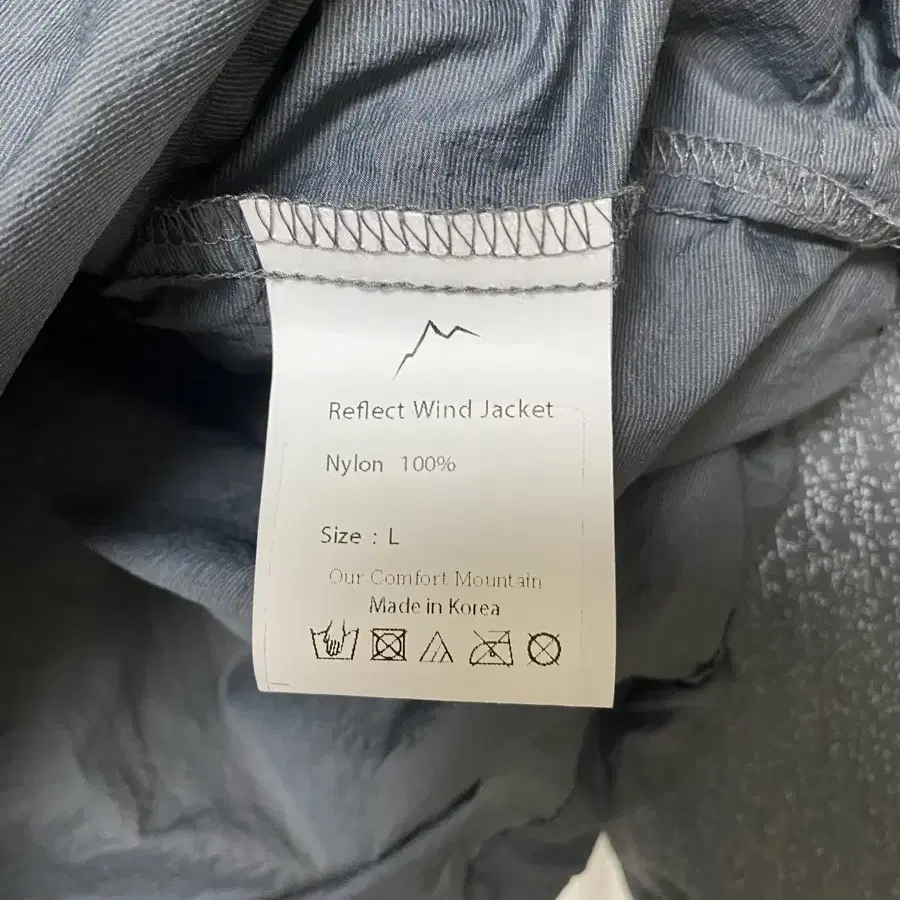 Reflect Wind Jacket
Nylon 100%
Size : L
Our Comfort Mountain
Made in Korea